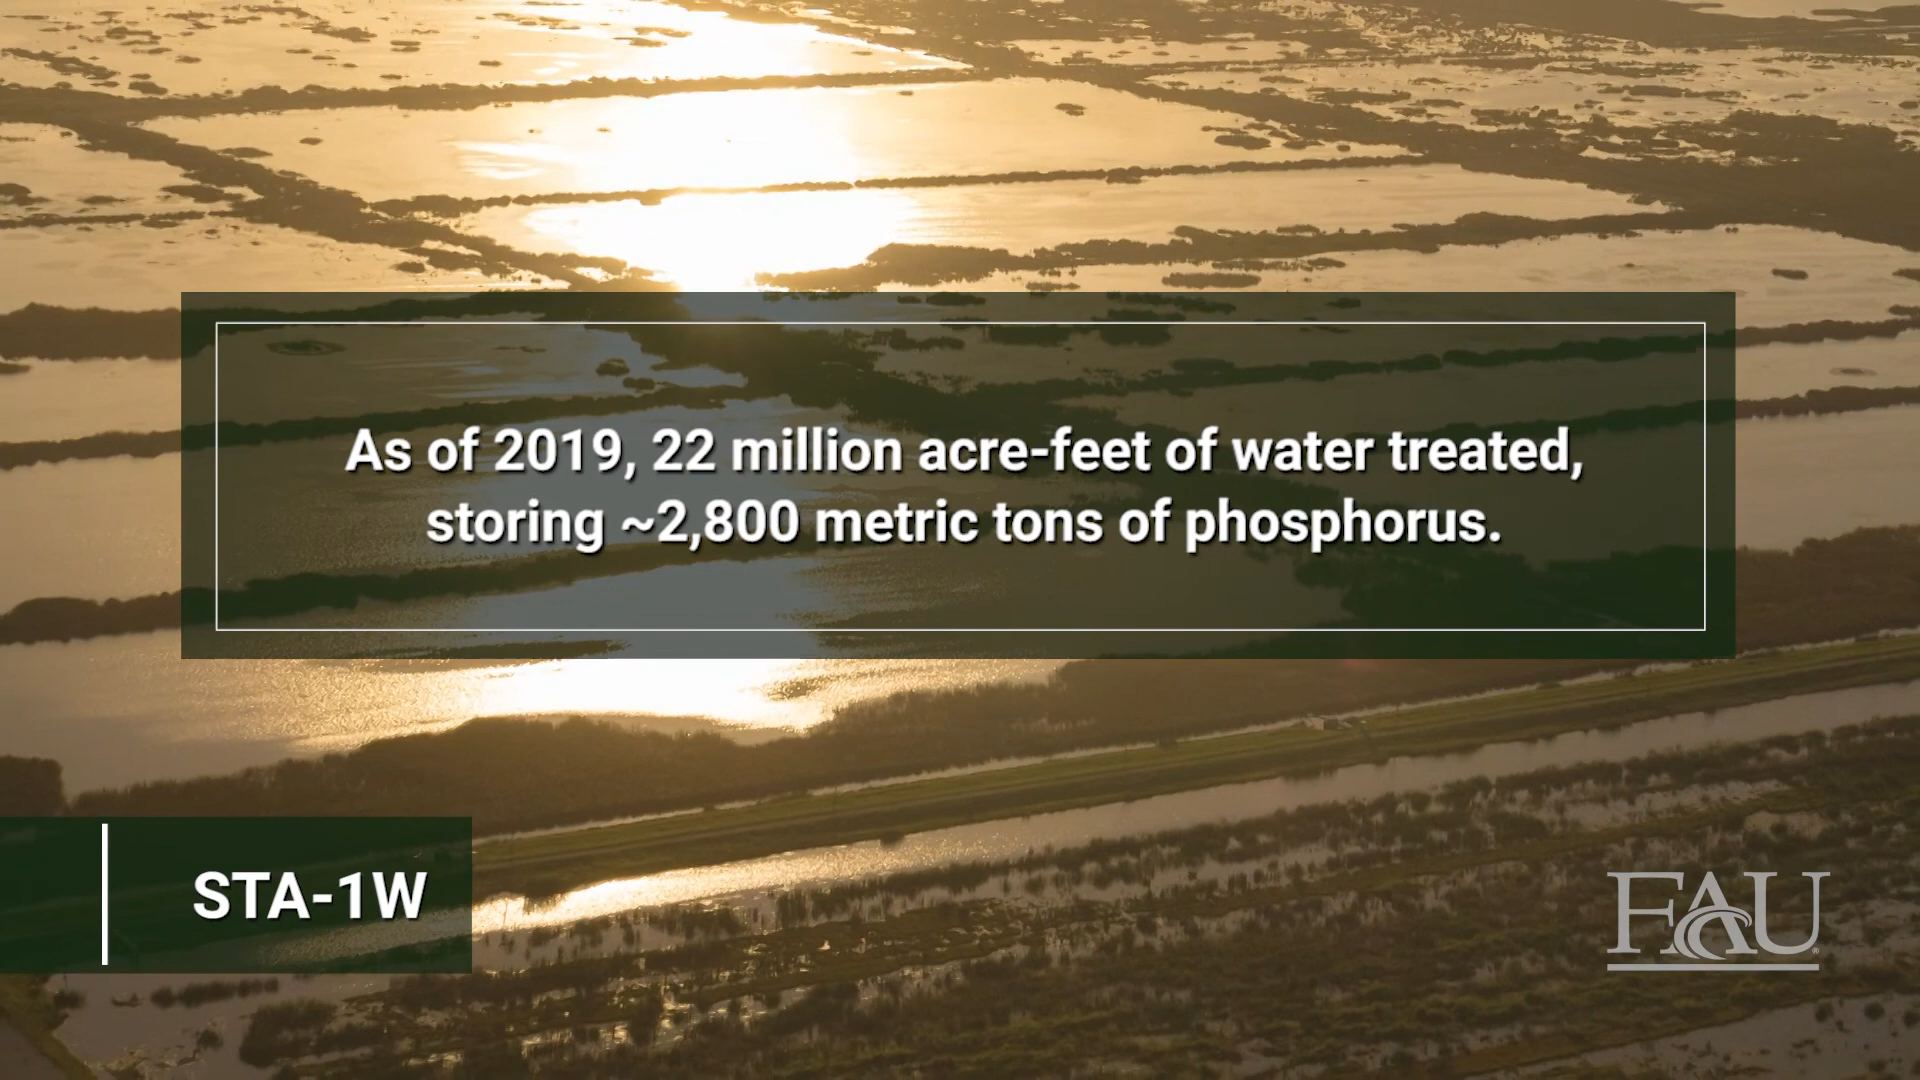 As of 2019, 22 million acre-feet of water treated,
storing ~2,800 metric tons of phosphorus.
STA-1W
FAU